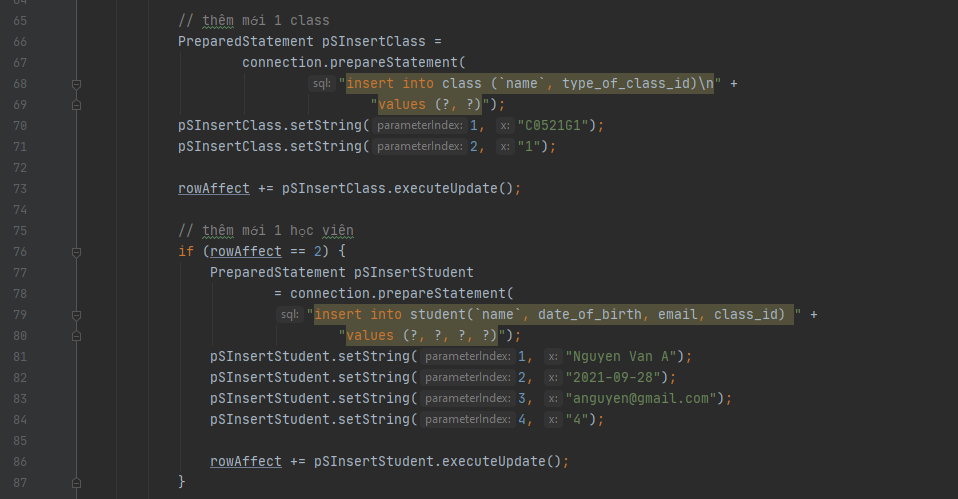 65 // thêm mới 1 class
66 PreparedStatement pSInsertClass =
67 connection.prepareStatement(
68 sql: "insert into class (`name`, type_of_class_id)\n" +
69 "values (?, ?)");
70 pSInsertClass.setString( parameterIndex: 1, x: "C0521G1");
71 pSInsertClass.setString( parameterIndex: 2, x: "1");
72
73 rowAffect += pSInsertClass.executeUpdate();
74
75 // thêm mới 1 học viên
76 if (rowAffect == 2) {
77 PreparedStatement pSInsertStudent
78 = connection.prepareStatement(
79 sql: "insert into student(`name`, date_of_birth, email, class_id) " +
80 "values (?, ?, ?, ?)");
81 pSInsertStudent.setString( parameterIndex: 1, x: "Nguyen Van A");
82 pSInsertStudent.setString( parameterIndex: 2, x: "2021-09-28");
83 pSInsertStudent.setString( parameterIndex: 3, x: "anguyen@gmail.com");
84 pSInsertStudent.setString( parameterIndex: 4, x: "4");
85
86 rowAffect += pSInsertStudent.executeUpdate();
87 }